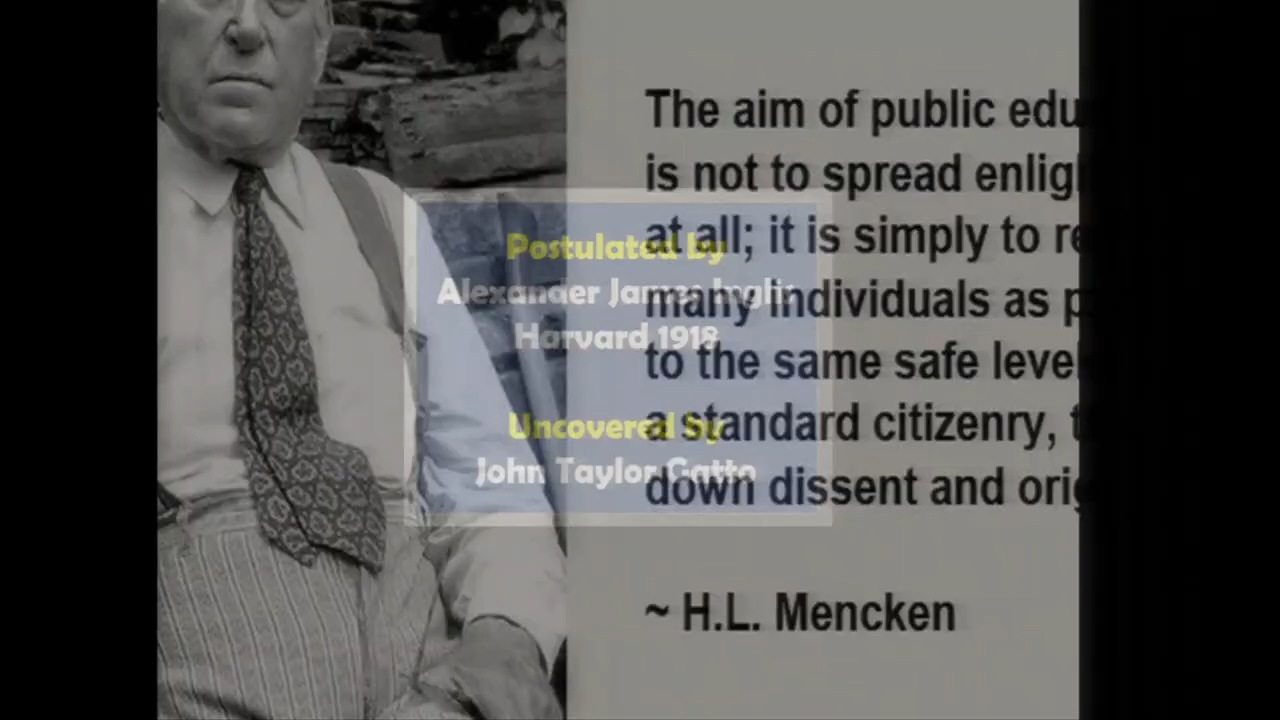 The aim of public edu
is not to spread enlig
at all; it is simply to re
many individuals as p
to the same safe level
a standard citizenry, t
down dissent and orig
~ H.L. Mencken
Postulated by
Alexander James Inglis
Harvard 1918
Uncovered by
John Taylor Gatto